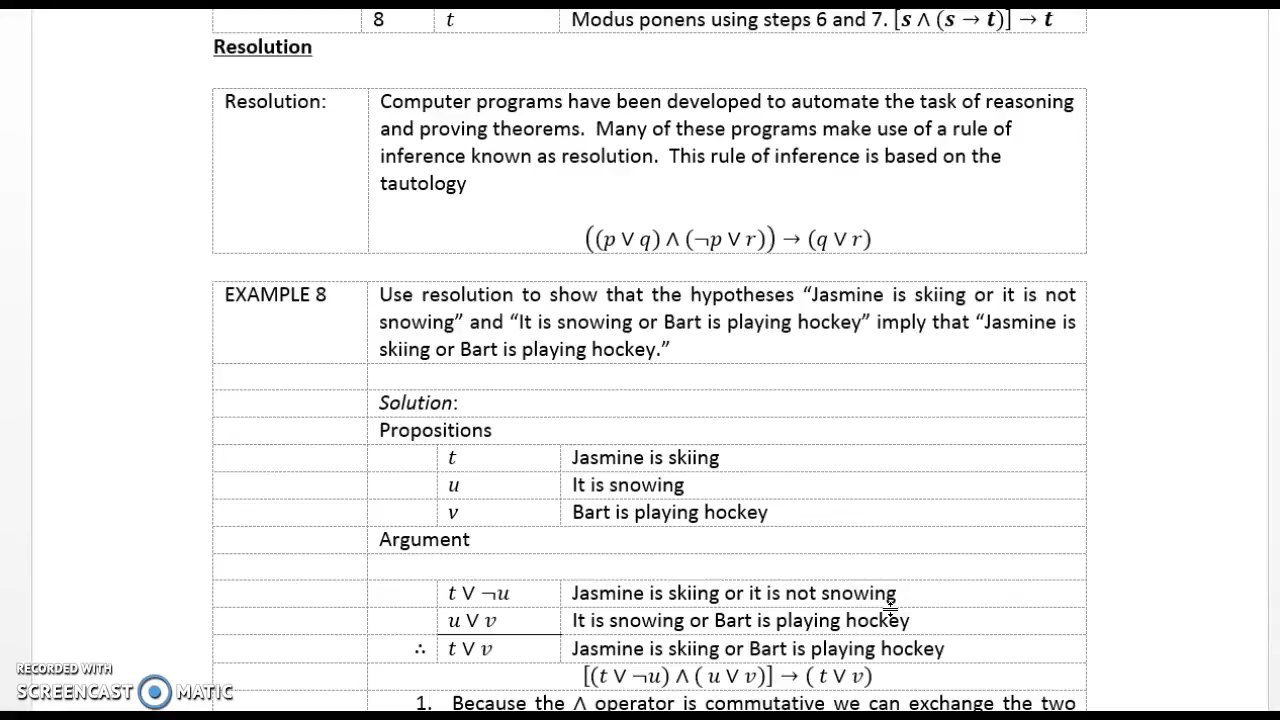 8 t Modus ponens using steps 6 and 7. [s ∧ (s → t)] → t
Resolution
Resolution: Computer programs have been developed to automate the task of reasoning
and proving theorems. Many of these programs make use of a rule of
inference known as resolution. This rule of inference is based on the
tautology
((p ∨ q) ∧ (¬p ∨ r)) → (q ∨ r)
EXAMPLE 8 Use resolution to show that the hypotheses “Jasmine is skiing or it is not
snowing” and “It is snowing or Bart is playing hockey” imply that “Jasmine is
skiing or Bart is playing hockey.”
Solution:
Propositions
t Jasmine is skiing
u It is snowing
v Bart is playing hockey
Argument
t ∨ ¬u Jasmine is skiing or it is not snowing
u ∨ v It is snowing or Bart is playing hockey
∴ t ∨ v Jasmine is skiing or Bart is playing hockey
[(t ∨ ¬u) ∧ ( u ∨ v)] → ( t ∨ v)
1. Because the ∧ operator is commutative we can exchange the two
RECORDED WITH
SCREENCAST MATIC